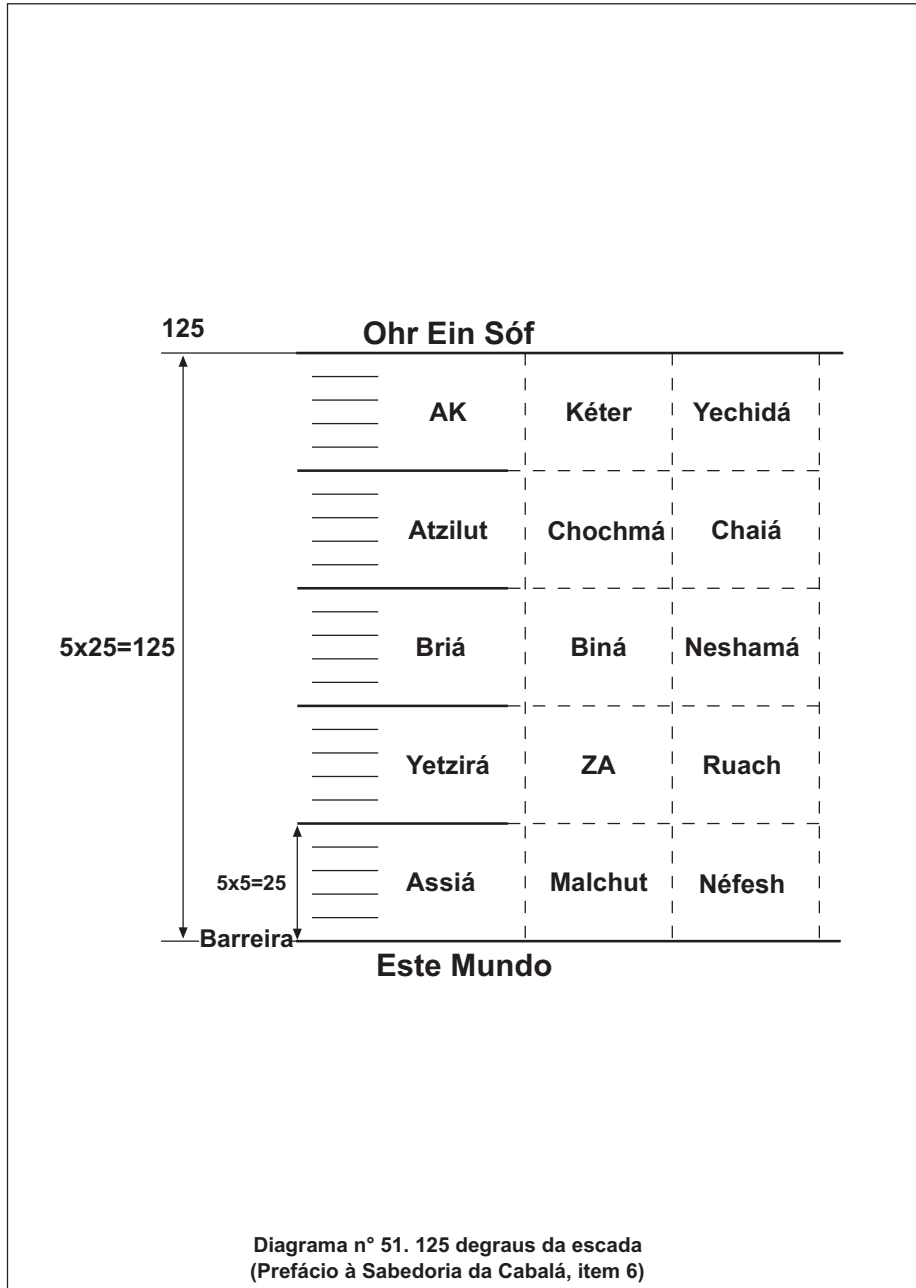 125
Ohr Ein Sóf
AK Kéter Yechidá
Atzilut Chochmá Chaiá
5x25=125
Briá Biná Neshamá
Yetzirá ZA Ruach
5x5=25
Assiá Malchut Néfesh
Barreira
Este Mundo
Diagrama n° 51. 125 degraus da escada
(Prefácio à Sabedoria da Cabalá, item 6)